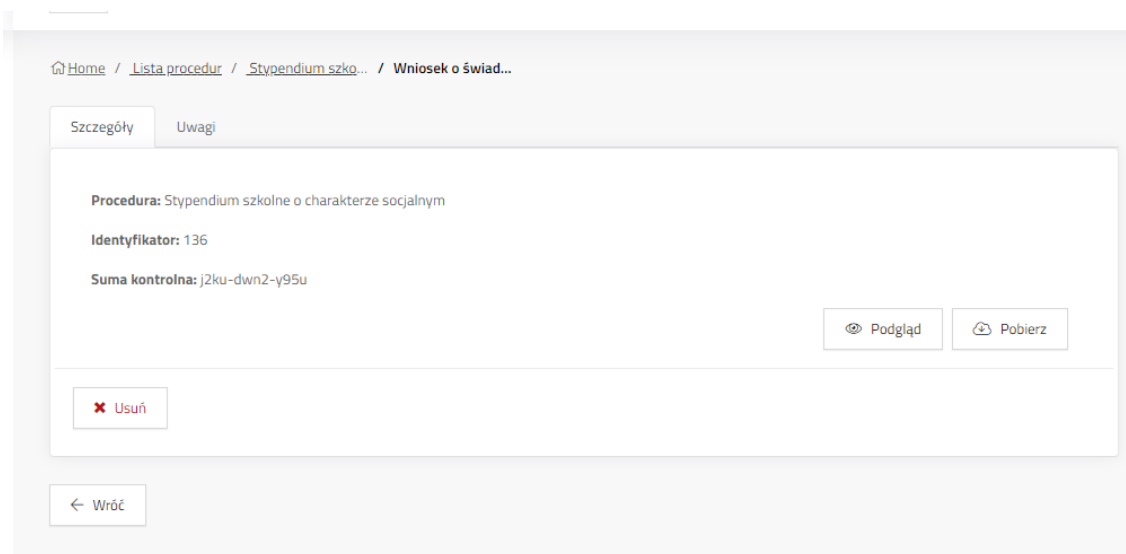 Home / Lista procedur / Stypendium szko... / Wniosek o świad...
Szczegóły Uwagi
Procedura: Stypendium szkolne o charakterze socjalnym
Identyfikator: 136
Suma kontrolna: j2ku-dwn2-y95u
Podgląd Pobierz
Usuń
Wróć